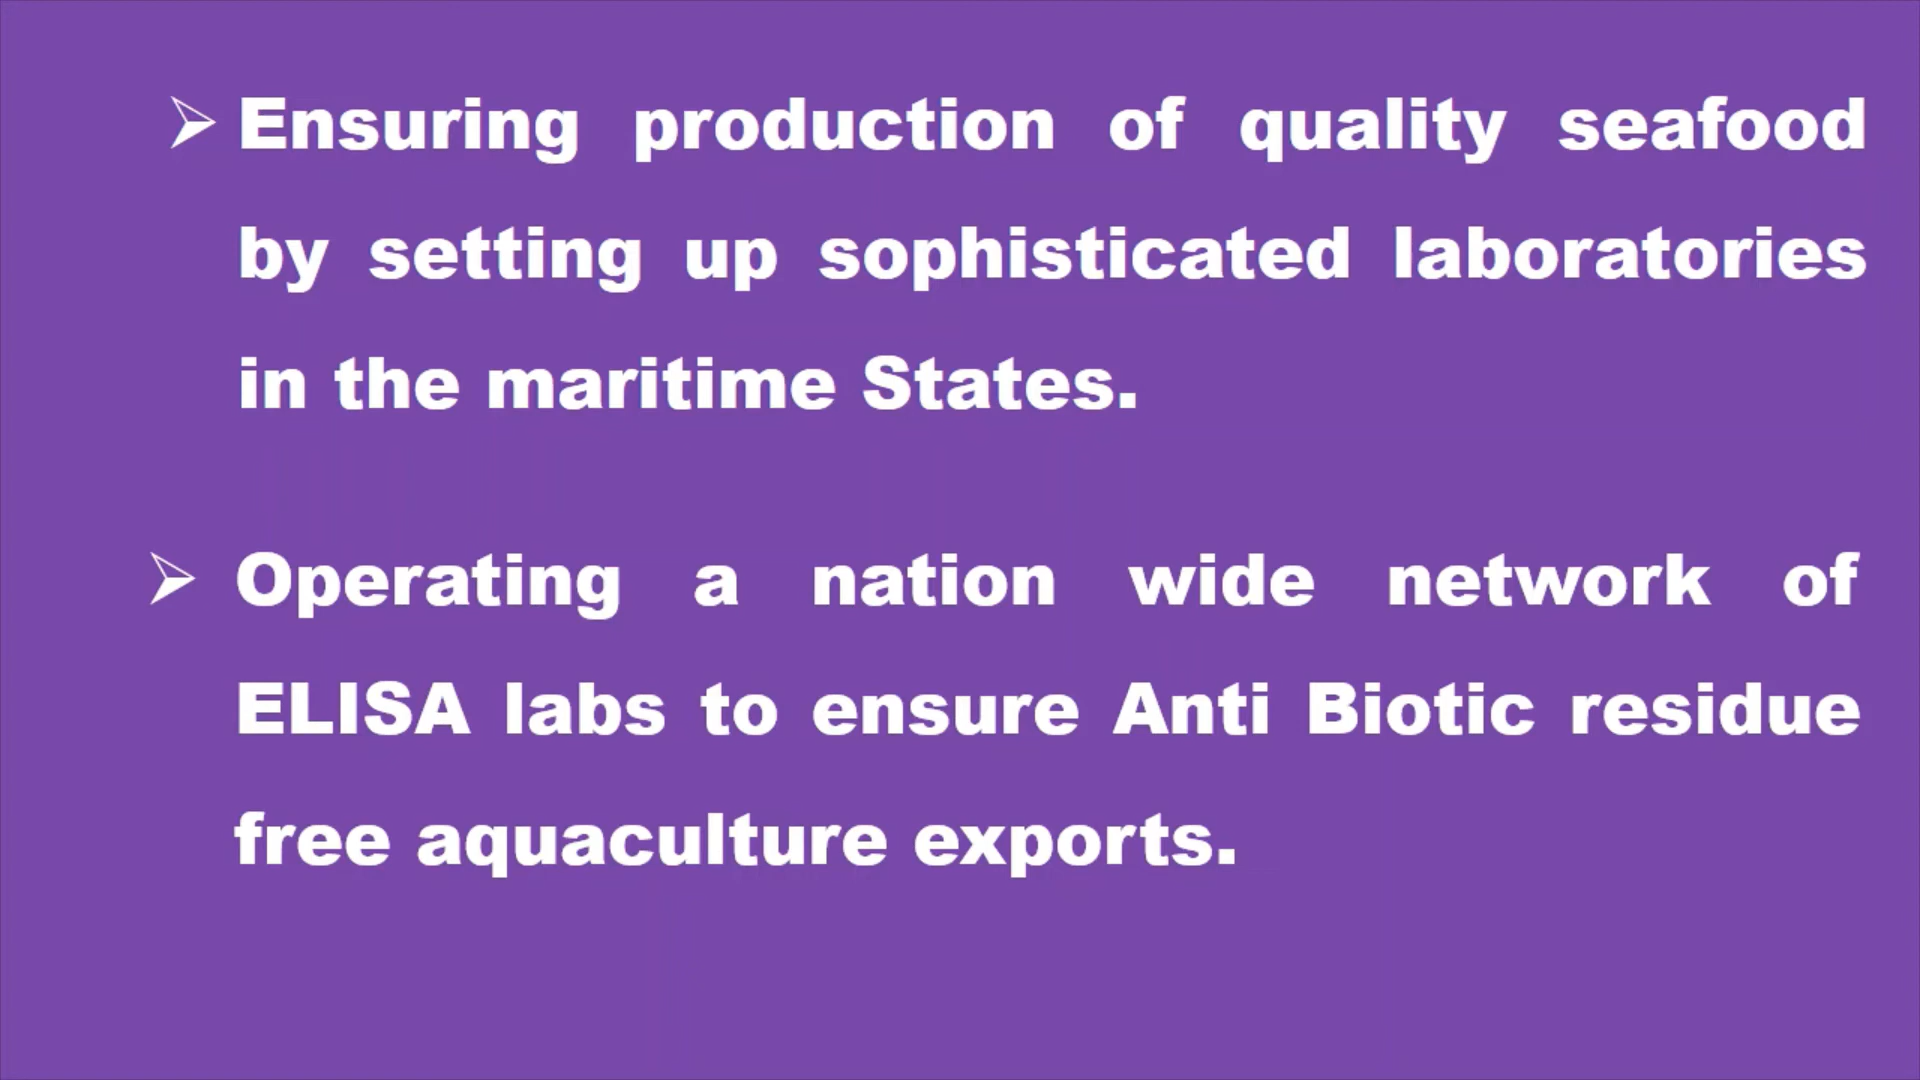 ➢ Ensuring production of quality seafood
by setting up sophisticated laboratories
in the maritime States.
➢ Operating a nation wide network of
ELISA labs to ensure Anti Biotic residue
free aquaculture exports.